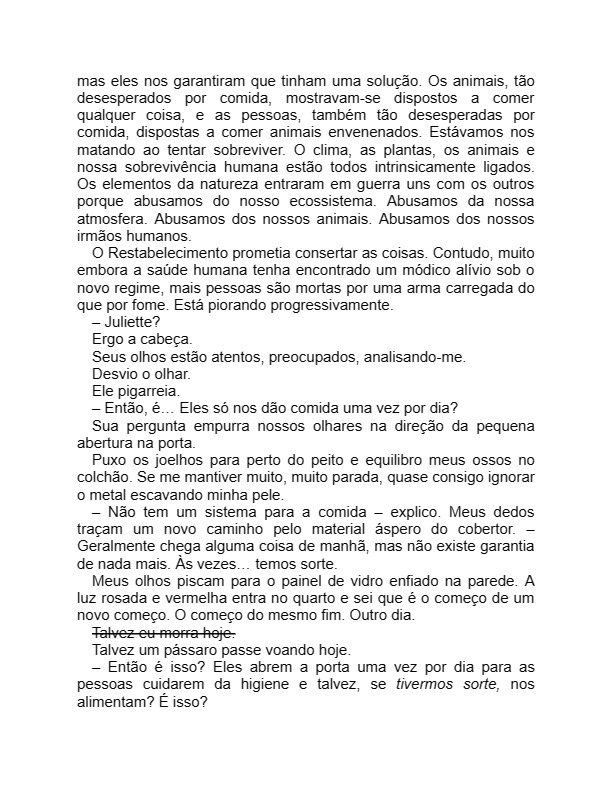 mas eles nos garantiram que tinham uma solução. Os animais, tão
desesperados por comida, mostravam-se dispostos a comer
qualquer coisa, e as pessoas, também tão desesperadas por
comida, dispostas a comer animais envenenados. Estávamos nos
matando ao tentar sobreviver. O clima, as plantas, os animais e
nossa sobrevivência humana estão todos intrinsicamente ligados.
Os elementos da natureza entraram em guerra uns com os outros
porque abusamos do nosso ecossistema. Abusamos da nossa
atmosfera. Abusamos dos nossos animais. Abusamos dos nossos
irmãos humanos.
O Restabelecimento prometia consertar as coisas. Contudo, muito
embora a saúde humana tenha encontrado um módico alívio sob o
novo regime, mais pessoas são mortas por uma arma carregada do
que por fome. Está piorando progressivamente.
– Juliette?
Ergo a cabeça.
Seus olhos estão atentos, preocupados, analisando-me.
Desvio o olhar.
Ele pigarreia.
– Então, é… Eles só nos dão comida uma vez por dia?
Sua pergunta empurra nossos olhares na direção da pequena
abertura na porta.
Puxo os joelhos para perto do peito e equilibro meus ossos no
colchão. Se me mantiver muito, muito parada, quase consigo ignorar
o metal escavando minha pele.
– Não tem um sistema para a comida – explico. Meus dedos
traçam um novo caminho pelo material áspero do cobertor. –
Geralmente chega alguma coisa de manhã, mas não existe garantia
de nada mais. Às vezes… temos sorte.
Meus olhos piscam para o painel de vidro enfiado na parede. A
luz rosada e vermelha entra no quarto e sei que é o começo de um
novo começo. O começo do mesmo fim. Outro dia.
Talvez eu morra hoje.
Talvez um pássaro passe voando hoje.
– Então é isso? Eles abrem a porta uma vez por dia para as
pessoas cuidarem da higiene e talvez, se tivermos sorte, nos
alimentam? É isso?